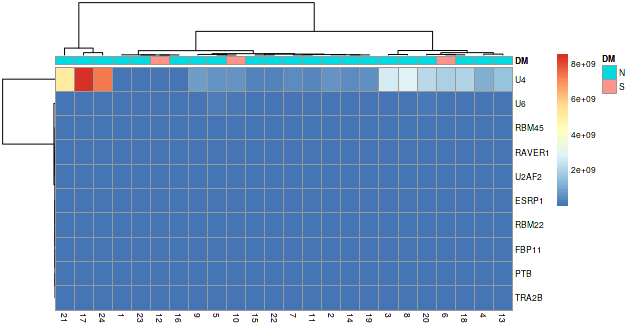 DM
DM
U4
U6
RBM45
RAVER1
U2AF2
ESRP1
RBM22
FBP11
PTB
TRA2B
21 17 24 1 23 12 16 9 5 10 15 22 7 11 2 14 19 3 8 20 6 18 4 13
8e+09
6e+09
4e+09
2e+09
N
S